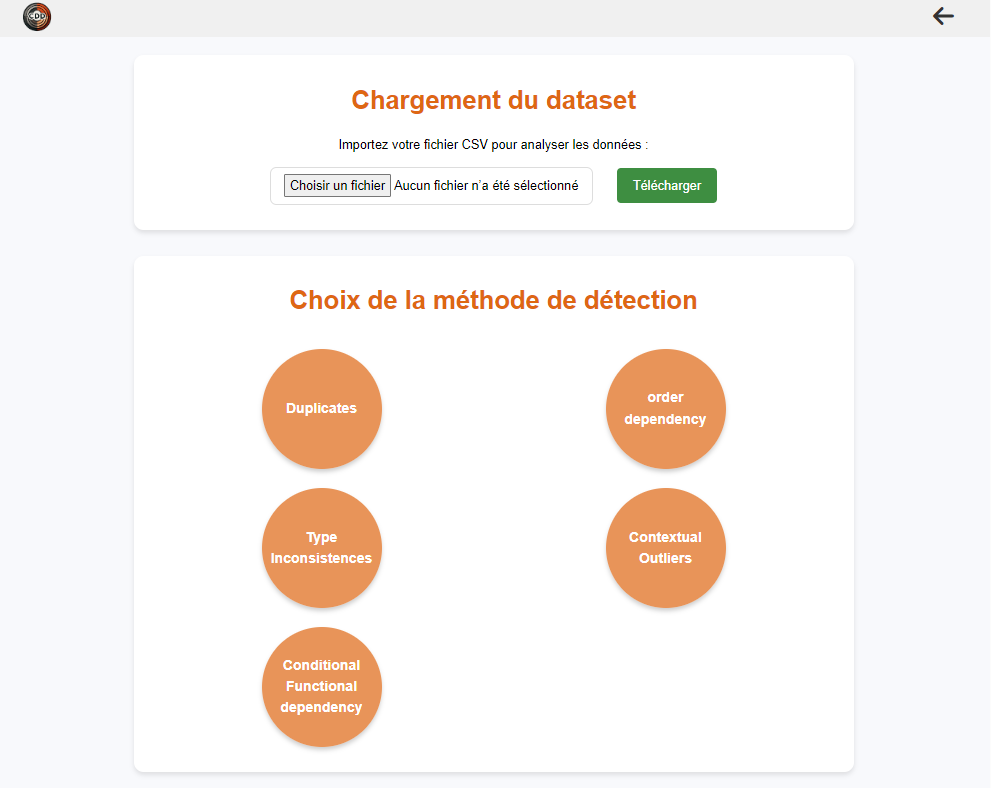 CDP
Chargement du dataset
Importez votre fichier CSV pour analyser les données :
Choisir un fichier Aucun fichier n'a été sélectionné
Télécharger
Choix de la méthode de détection
Duplicates
order
dependency
Type
Inconsistences
Contextual
Outliers
Conditional
Functional
dependency